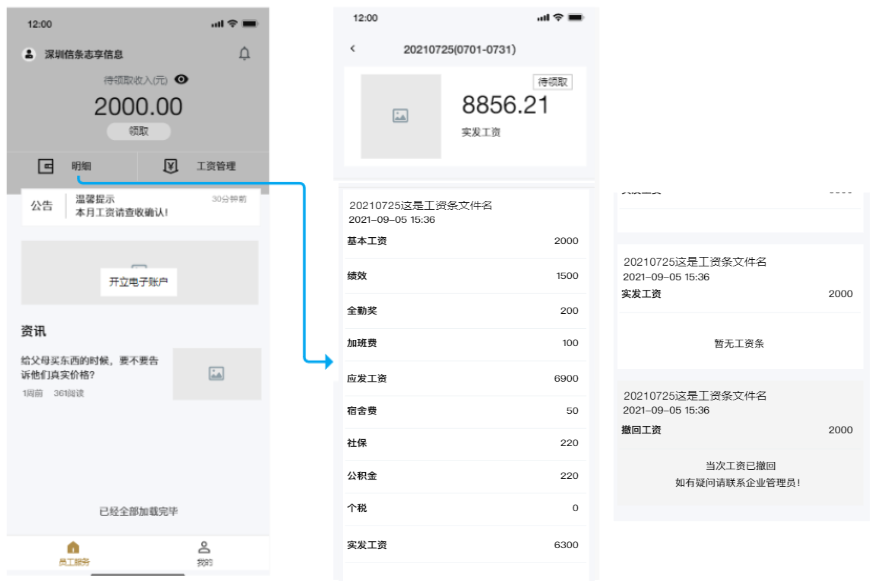 12:00
深圳信条志享信息
待领取收入(元)
2000.00
领取
明细
工资管理
公告
温馨提示
30分钟前
本月工资请查收确认!
开立电子账户
资讯
给父母买东西的时候，要不要告
诉他们真实价格?
1周前 361阅读
已经全部加载完毕
员工服务
我的
12:00
20210725(0701-0731)
待领取
8856.21
实发工资
20210725这是工资条文件名
2021-09-05 15:36
基本工资 2000
绩效 1500
全勤奖 200
加班费 100
应发工资 6900
宿舍费 50
社保 220
公积金 220
个税 0
实发工资 6300
20210725这是工资条文件名
2021-09-05 15:36
实发工资 2000
暂无工资条
20210725这是工资条文件名
2021-09-05 15:36
撤回工资 2000
当次工资已撤回
如有疑问请联系企业管理员!